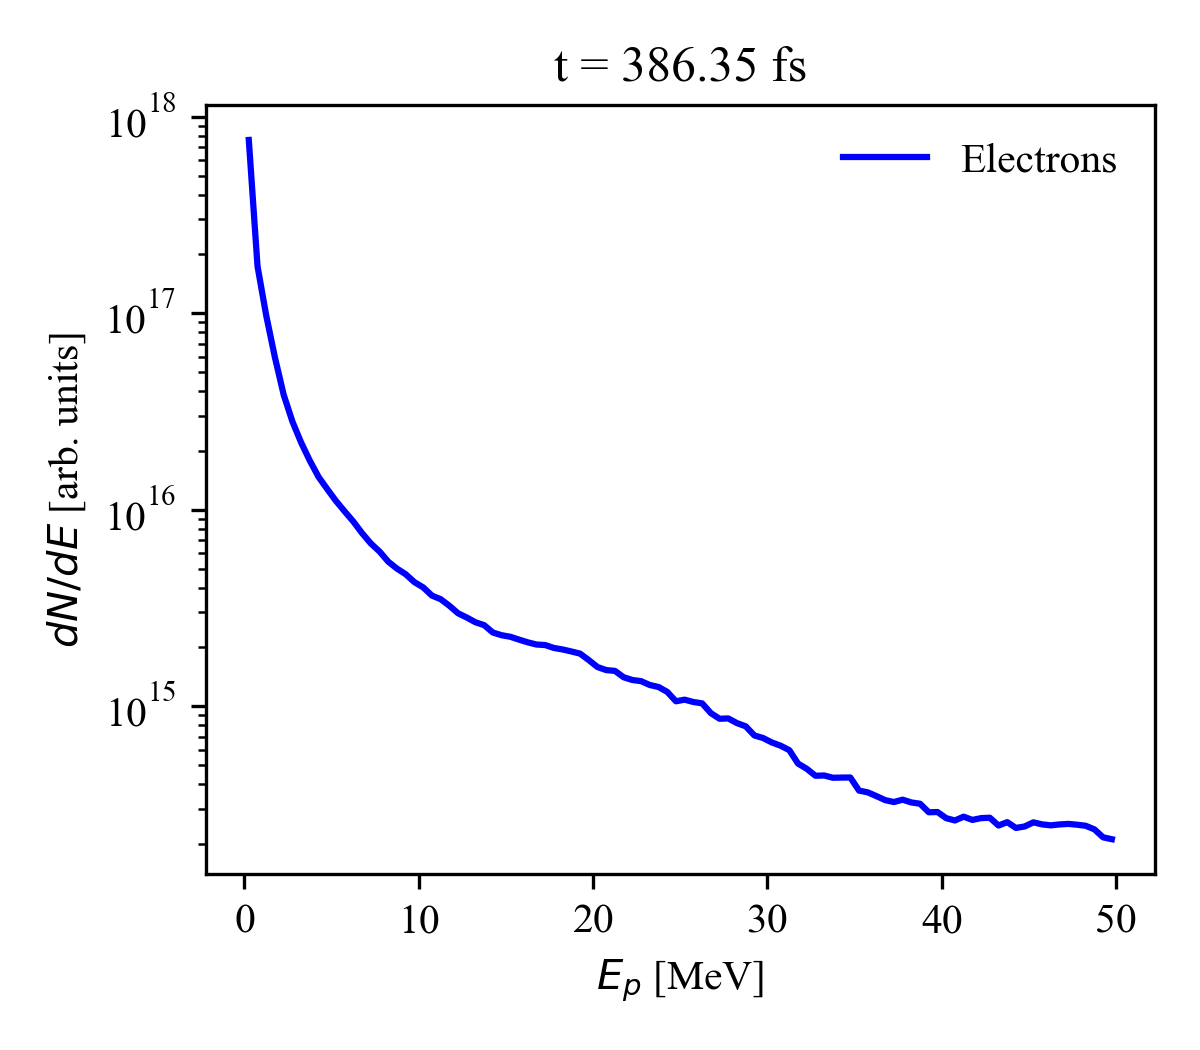 t = 386.35 fs
Electrons
dN/dE [arb. units]
10^18
10^17
10^16
10^15
0 10 20 30 40 50
E_p [MeV]